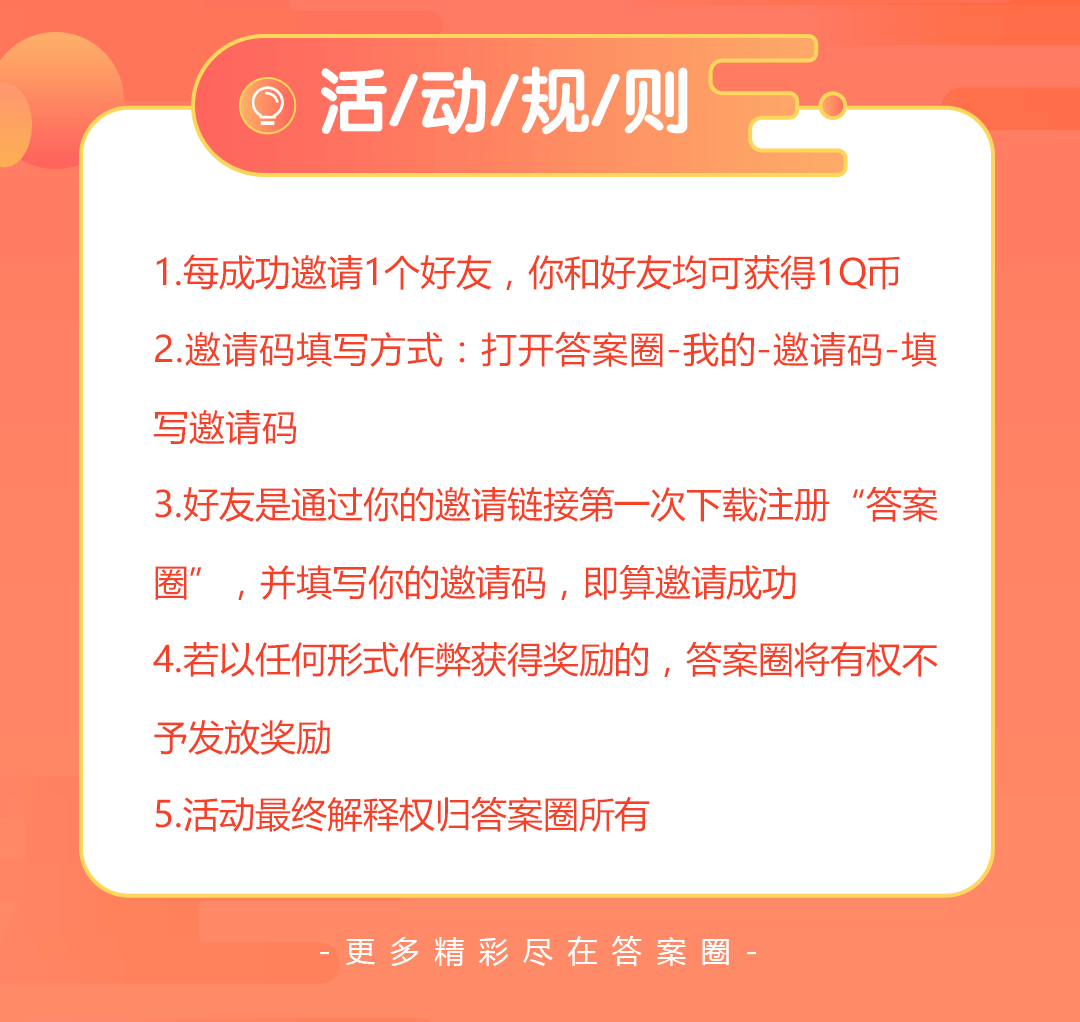 活/动/规/则
1.每成功邀请1个好友，你和好友均可获得1Q币
2.邀请码填写方式：打开答案圈-我的-邀请码-填
写邀请码
3.好友是通过你的邀请链接第一次下载注册“答案
圈”，并填写你的邀请码，即算邀请成功
4.若以任何形式作弊获得奖励的，答案圈将有权不
予发放奖励
5.活动最终解释权归答案圈所有
- 更多精彩尽在答案圈 -